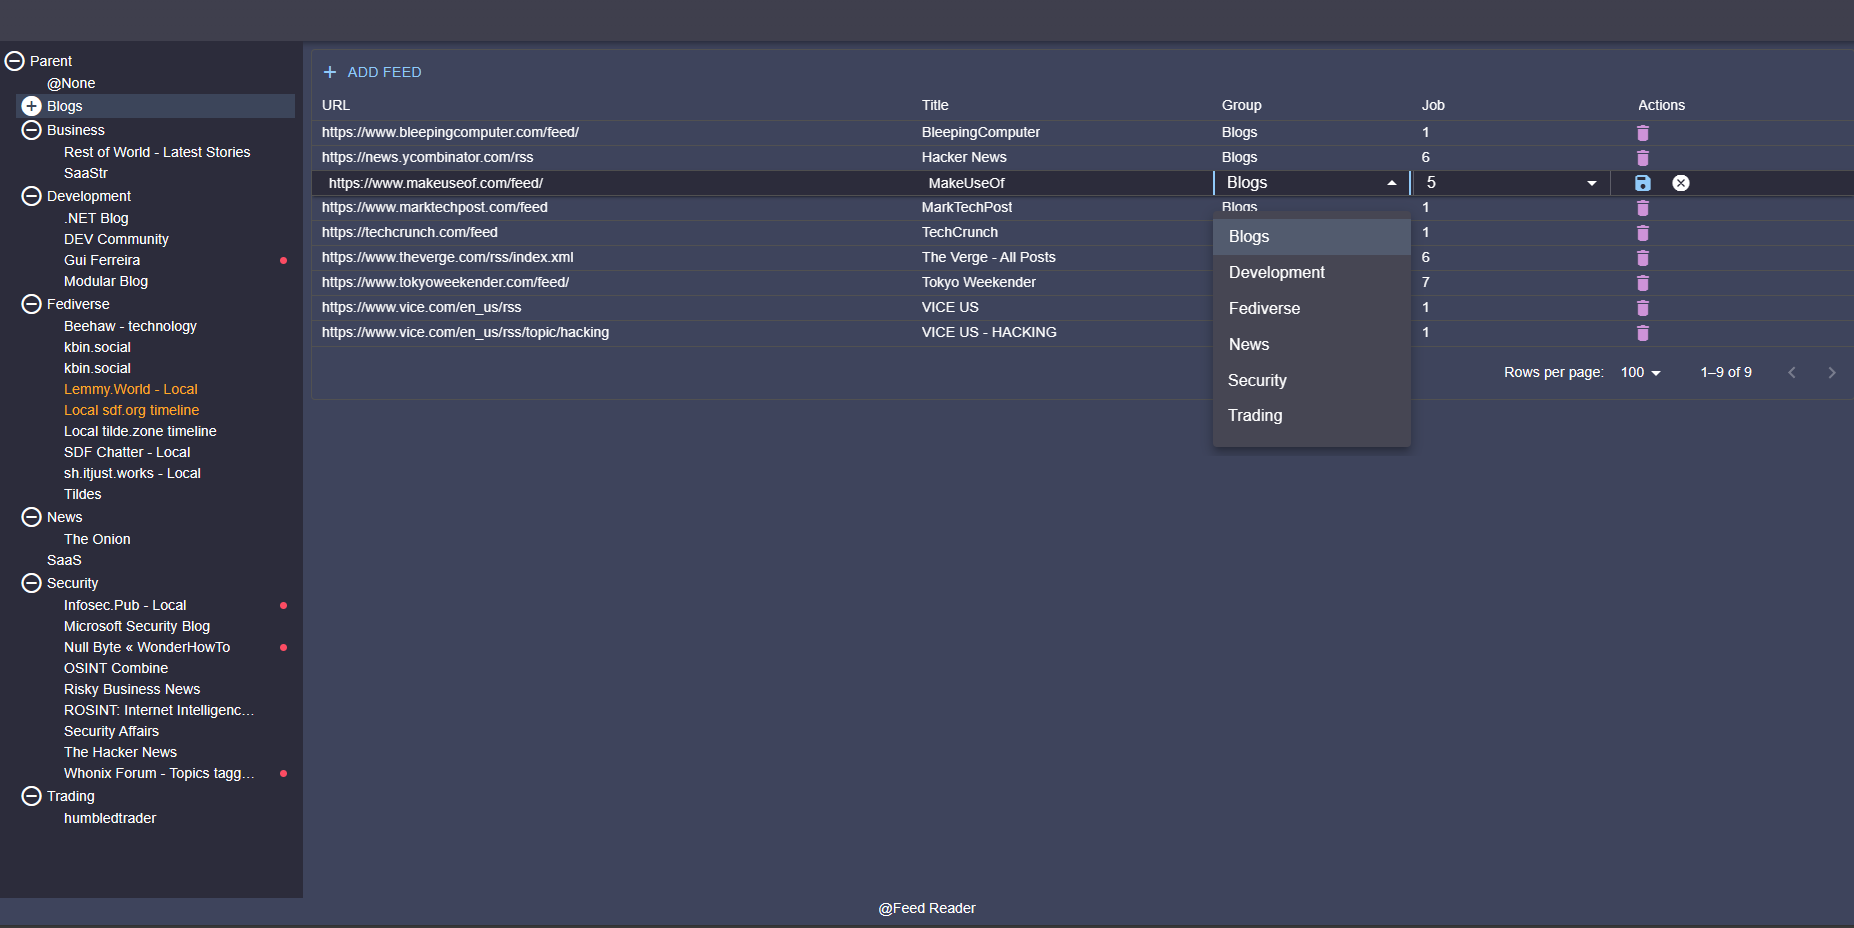 Parent
@None
Blogs
Business
Rest of World - Latest Stories
SaaStr
Development
.NET Blog
DEV Community
Gui Ferreira
Modular Blog
Fediverse
Beehaw - technology
kbin.social
kbin.social
Lemmy.World - Local
Local sdf.org timeline
Local tilde.zone timeline
SDF Chatter - Local
sh.itjust.works - Local
Tildes
News
The Onion
SaaS
Security
Infosec.Pub - Local
Microsoft Security Blog
Null Byte « WonderHowTo
OSINT Combine
Risky Business News
ROSINT: Internet Intelligenc…
Security Affairs
The Hacker News
Whonix Forum - Topics tagg…
Trading
humbledtrader
ADD FEED
URL Title Group Job Actions
https://www.bleepingcomputer.com/feed/ BleepingComputer Blogs 1
https://news.ycombinator.com/rss Hacker News Blogs 6
https://www.makeuseof.com/feed/ MakeUseOf Blogs 5
https://www.marktechpost.com/feed MarkTechPost Blogs 1
https://techcrunch.com/feed TechCrunch 1
https://www.theverge.com/rss/index.xml The Verge - All Posts 6
https://www.tokyoweekender.com/feed/ Tokyo Weekender 7
https://www.vice.com/en_us/rss VICE US 1
https://www.vice.com/en_us/rss/topic/hacking VICE US - HACKING 1
Blogs
Development
Fediverse
News
Security
Trading
Rows per page: 100 1–9 of 9
@Feed Reader